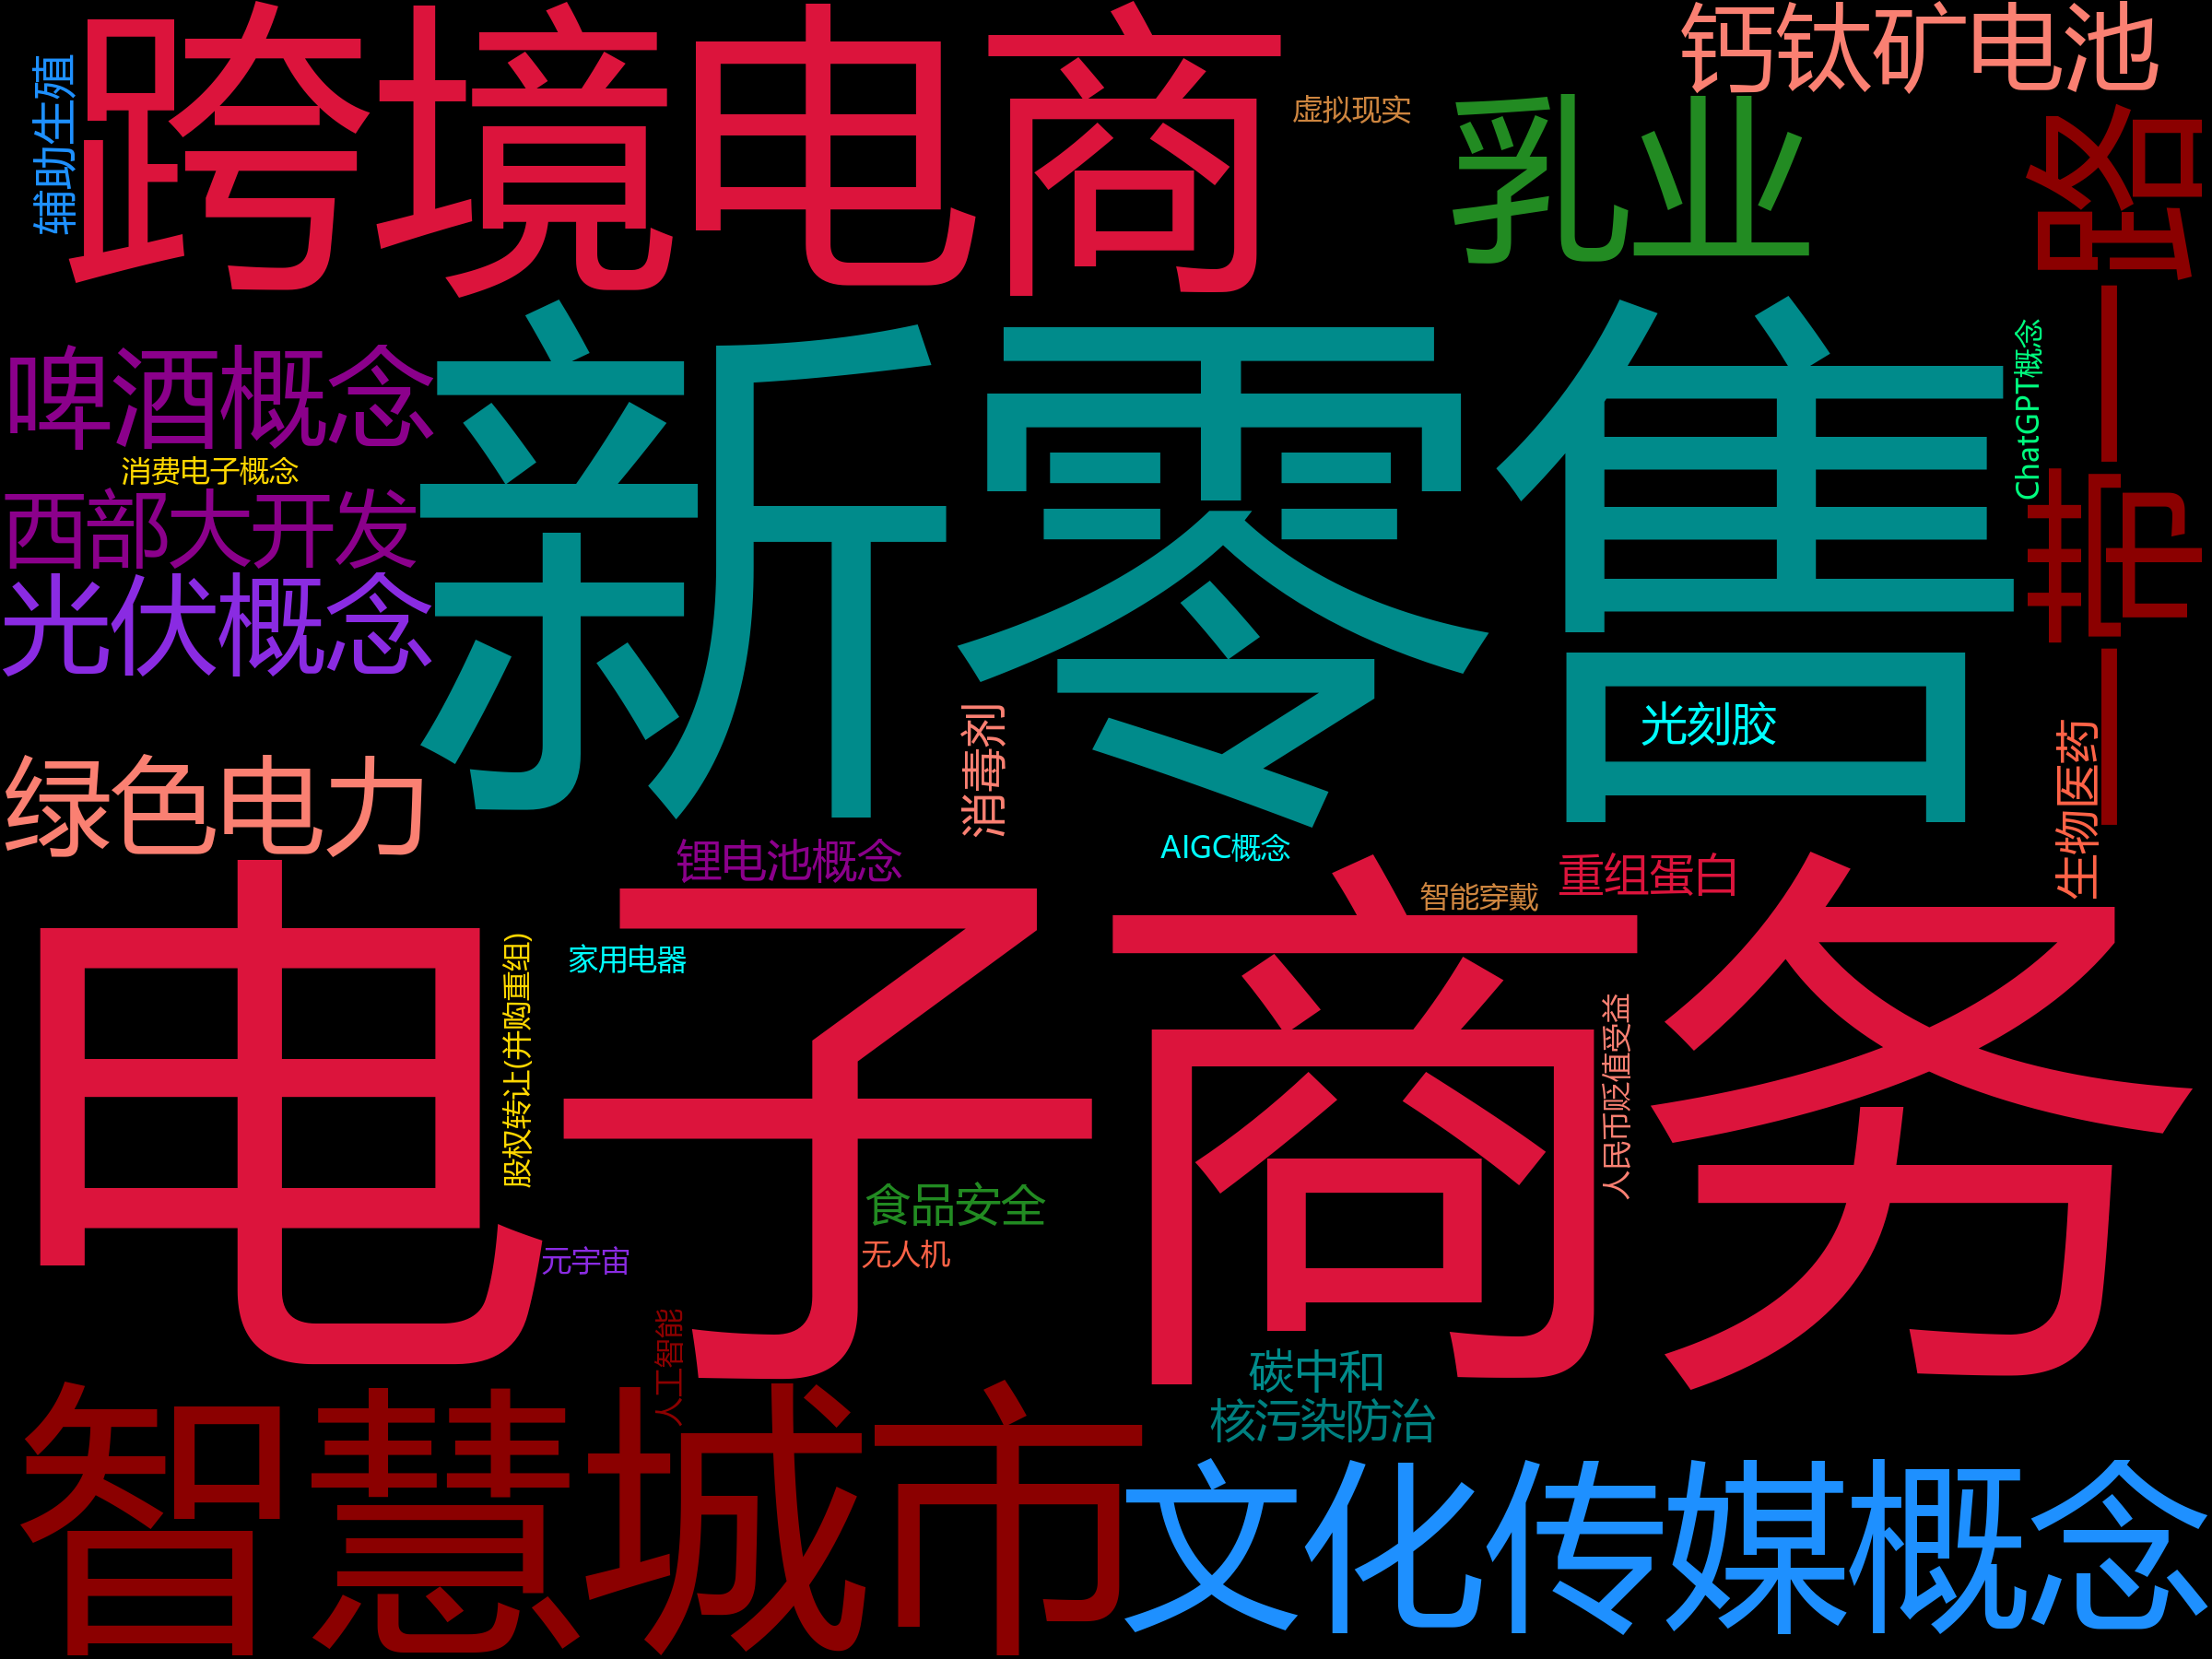 跨境电商
钙钛矿电池
辅助生殖
虚拟现实
乳业
一带一路
新零售
啤酒概念
ChatGPT概念
消费电子概念
西部大开发
光伏概念
光刻胶
消毒剂
生物医药
绿色电力
锂电池概念
AIGC概念
重组蛋白
智能穿戴
电子商务
家用电器
股权转让(并购重组)
人民币贬值受益
食品安全
无人机
元宇宙
人工智能
碳中和
核污染防治
智慧城市
文化传媒概念